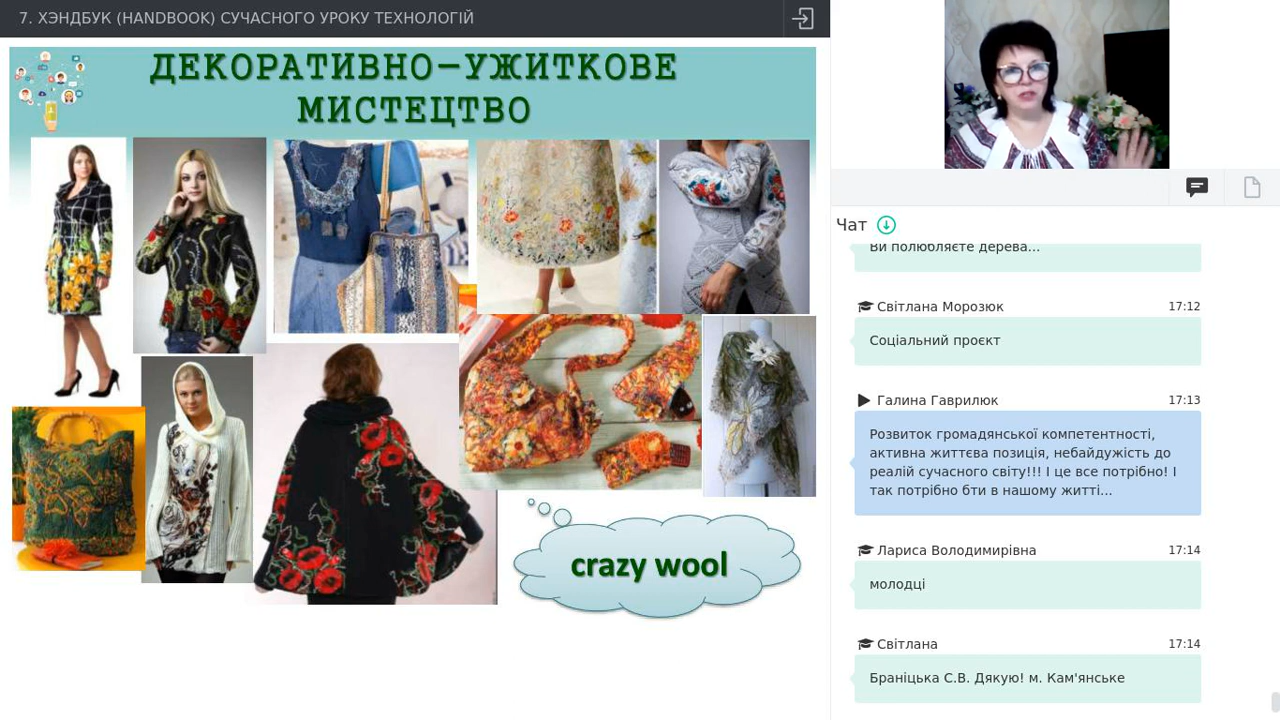 7. ХЭНДБУК (HANDBOOK) СУЧАСНОГО УРОКУ ТЕХНОЛОГІЙ
ДЕКОРАТИВНО-УЖИТКОВЕ
МИСТЕЦТВО
crazy wool
Чат
Ви полюбляєте дерева...
Світлана Морозюк 17:12
Соціальний проєкт
Галина Гаврилюк 17:13
Розвиток громадянської компетентності,
активна життєва позиція, небайдужість до
реалій сучасного світу!!! І це все потрібно! І
так потрібно бти в нашому житті...
Лариса Володимирівна 17:14
молодці
Світлана 17:14
Браніцька С.В. Дякую! м. Кам'янське